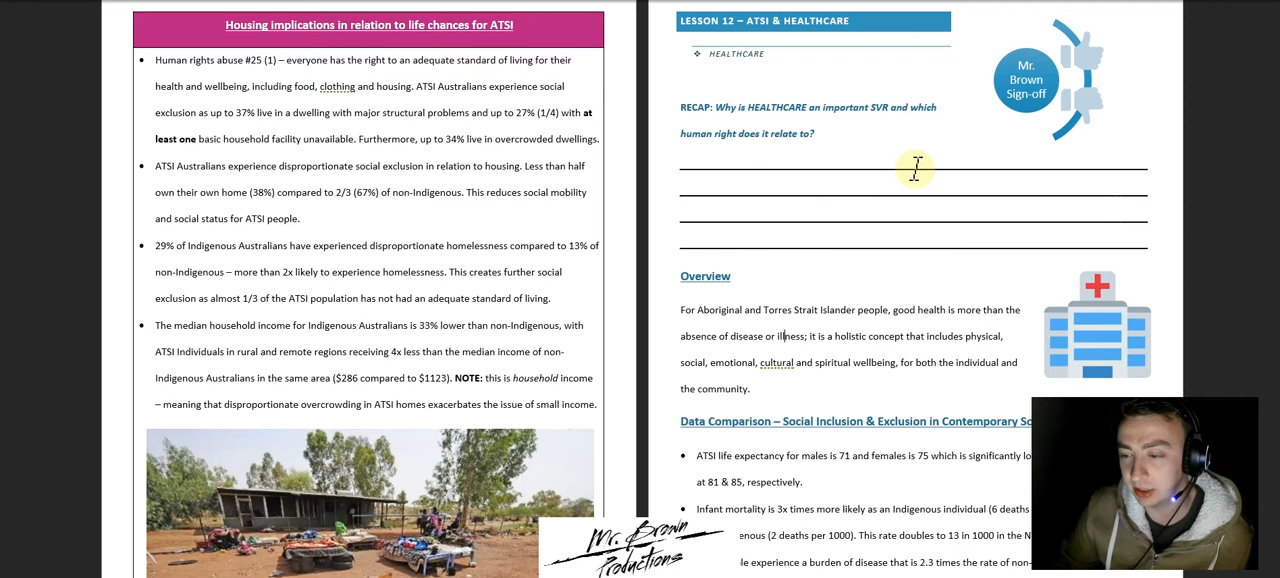 Housing implications in relation to life chances for ATSI
• Human rights abuse #25 (1) – everyone has the right to an adequate standard of living for their
health and wellbeing, including food, clothing and housing. ATSI Australians experience social
exclusion as up to 37% live in a dwelling with major structural problems and up to 27% (1/4) with at
least one basic household facility unavailable. Furthermore, up to 34% live in overcrowded dwellings.
• ATSI Australians experience disproportionate social exclusion in relation to housing. Less than half
own their own home (38%) compared to 2/3 (67%) of non-Indigenous. This reduces social mobility
and social status for ATSI people.
• 29% of Indigenous Australians have experienced disproportionate homelessness compared to 13% of
non-Indigenous – more than 2x likely to experience homelessness. This creates further social
exclusion as almost 1/3 of the ATSI population has not had an adequate standard of living.
• The median household income for Indigenous Australians is 33% lower than non-Indigenous, with
ATSI Individuals in rural and remote regions receiving 4x less than the median income of non-
Indigenous Australians in the same area ($286 compared to $1123). NOTE: this is household income
– meaning that disproportionate overcrowding in ATSI homes exacerbates the issue of small income.
LESSON 12 – ATSI & HEALTHCARE
❖ HEALTHCARE
Mr.
Brown
Sign-off
RECAP: Why is HEALTHCARE an important SVR and which
human right does it relate to?
Overview
For Aboriginal and Torres Strait Islander people, good health is more than the
absence of disease or illness; it is a holistic concept that includes physical,
social, emotional, cultural and spiritual wellbeing, for both the individual and
the community.
Data Comparison – Social Inclusion & Exclusion in Contemporary So
• ATSI life expectancy for males is 71 and females is 75 which is significantly lo
at 81 & 85, respectively.
• Infant mortality is 3x times more likely as an Indigenous individual (6 deaths
enous (2 deaths per 1000). This rate doubles to 13 in 1000 in the N
le experience a burden of disease that is 2.3 times the rate of non-
Mr. Brown
Productions